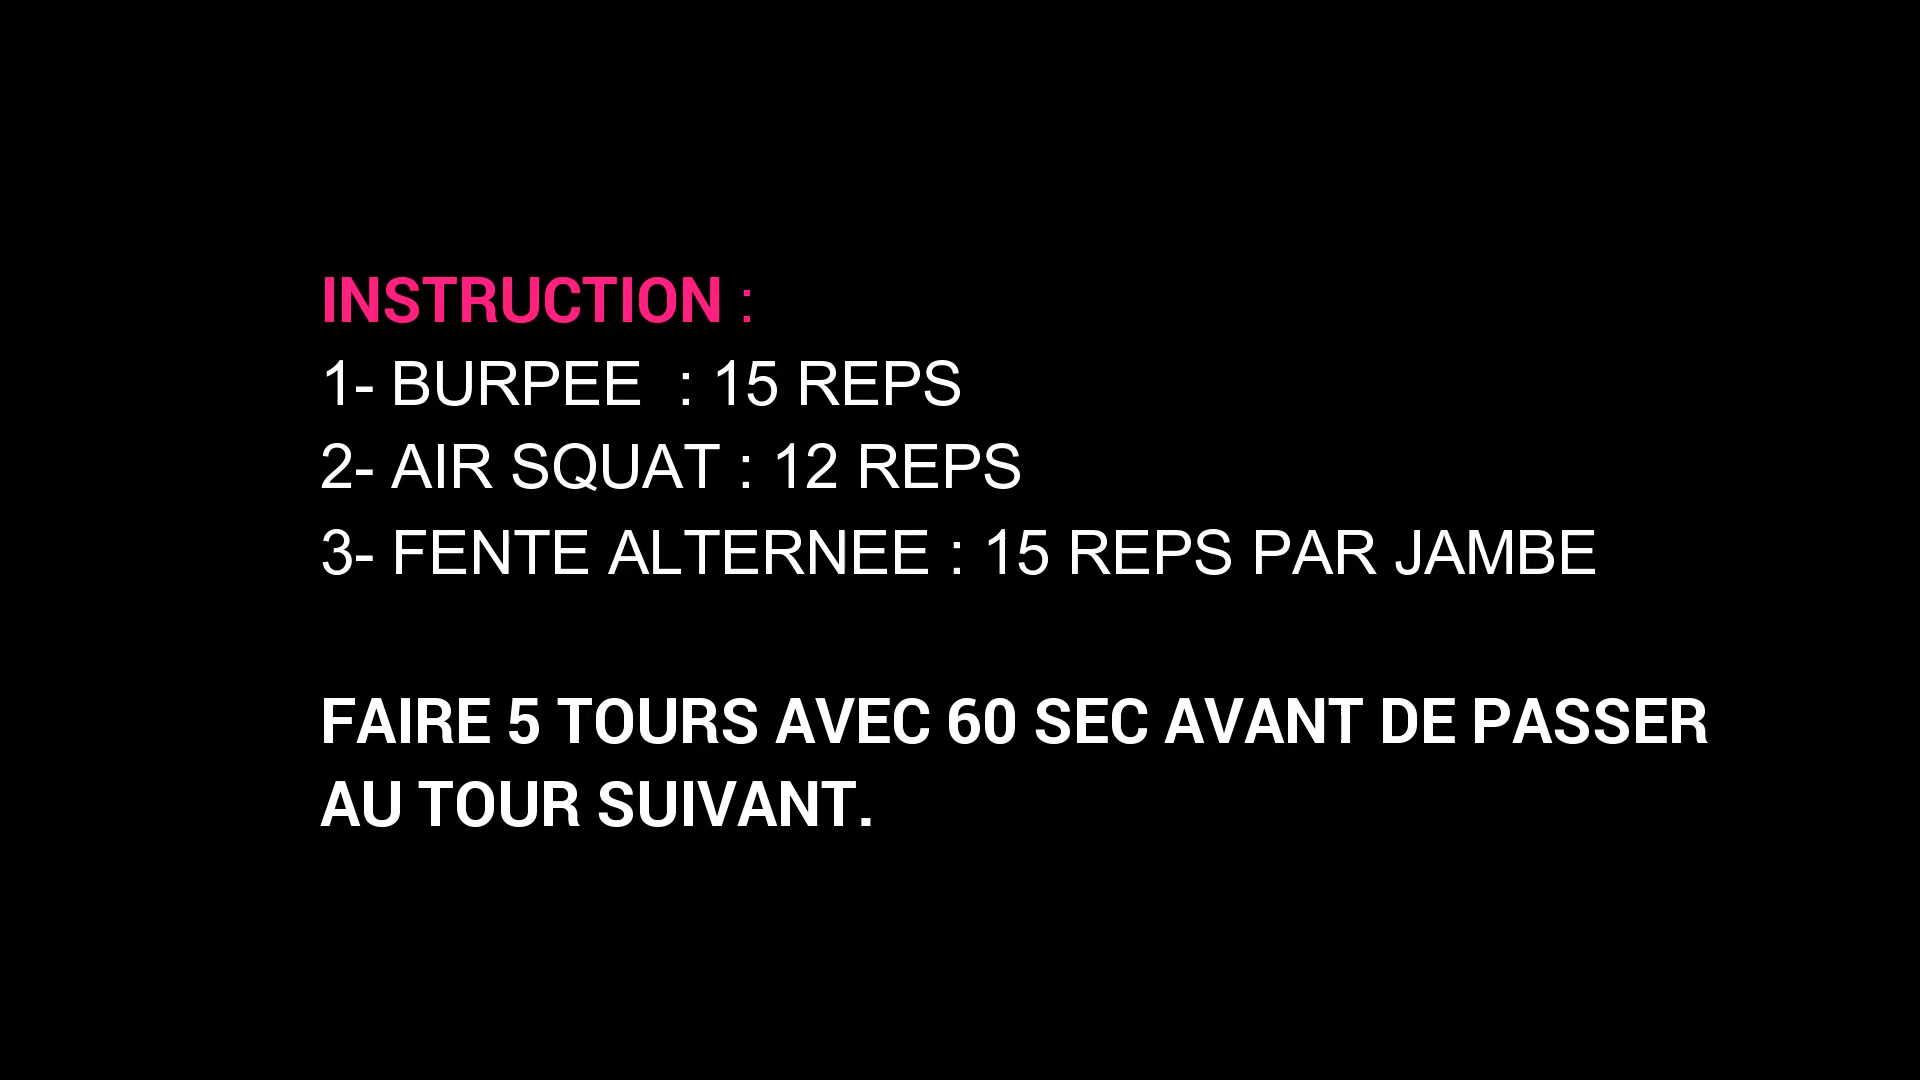 INSTRUCTION :
1- BURPEE  : 15 REPS
2- AIR SQUAT : 12 REPS
3- FENTE ALTERNEE : 15 REPS PAR JAMBE
FAIRE 5 TOURS AVEC 60 SEC AVANT DE PASSER
AU TOUR SUIVANT.